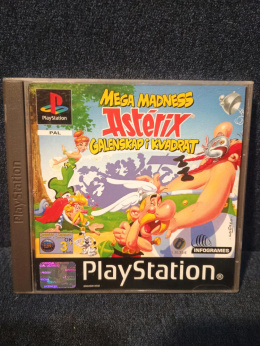 PlayStation
PAL
MEGA MADNESS
Astérix
GALENSKAP i KVADRAT
PlayStation
INFOGRAMES
PlayStation